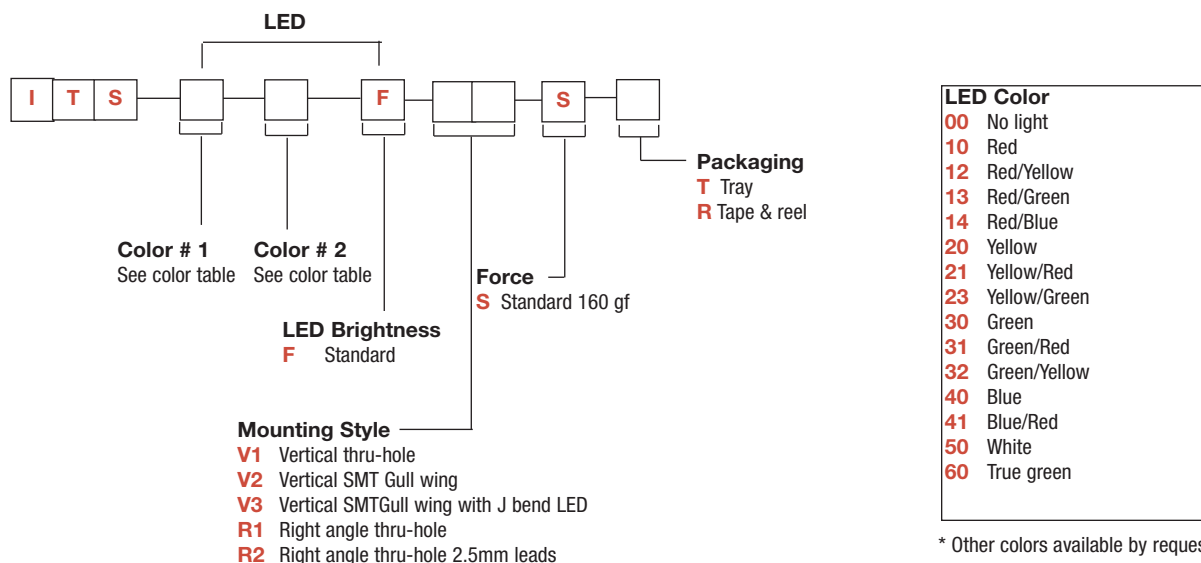 LED
I T S F S
Packaging
T Tray
R Tape & reel
Color # 1
See color table
Color # 2
See color table
Force
S Standard 160 gf
LED Brightness
F Standard
Mounting Style
V1 Vertical thru-hole
V2 Vertical SMT Gull wing
V3 Vertical SMTGull wing with J bend LED
R1 Right angle thru-hole
R2 Right angle thru-hole 2.5mm leads
LED Color
00 No light
10 Red
12 Red/Yellow
13 Red/Green
14 Red/Blue
20 Yellow
21 Yellow/Red
23 Yellow/Green
30 Green
31 Green/Red
32 Green/Yellow
40 Blue
41 Blue/Red
50 White
60 True green
* Other colors available by reques